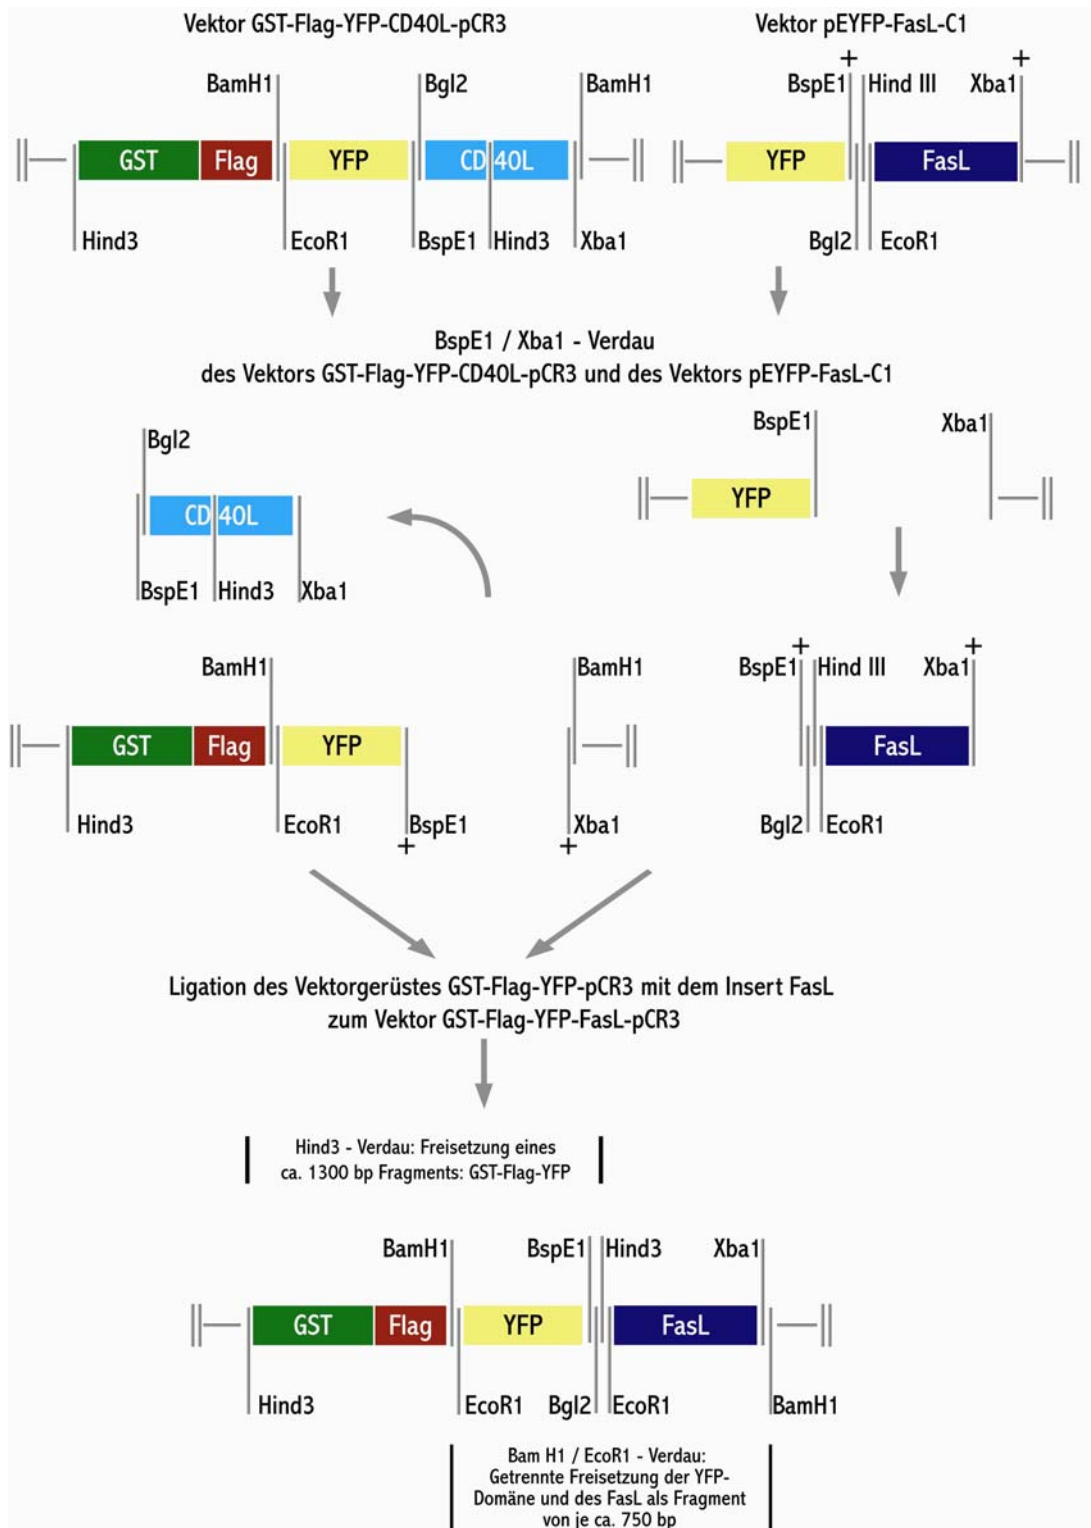 Vektor GST-Flag-YFP-CD40L-pCR3
Vektor pEYFP-FasL-C1
+
+
BamH1
Bgl2
BamH1
BspE1
Hind III
Xba1
GST
Flag
YFP
CD 40L
YFP
FasL
Hind3
EcoR1
BspE1
Hind3
Xba1
Bgl2
EcoR1
BspE1 / Xba1 - Verdau
des Vektors GST-Flag-YFP-CD40L-pCR3 und des Vektors pEYFP-FasL-C1
BspE1
Xba1
Bgl2
CD 40L
YFP
BspE1
Hind3
Xba1
+
+
BamH1
BamH1
BspE1
Hind III
Xba1
GST
Flag
YFP
FasL
Hind3
EcoR1
BspE1
Xba1
Bgl2
EcoR1
+
+
Ligation des Vektorgerüstes GST-Flag-YFP-pCR3 mit dem Insert FasL
zum Vektor GST-Flag-YFP-FasL-pCR3
Hind3 - Verdau: Freisetzung eines
ca. 1300 bp Fragments: GST-Flag-YFP
BamH1
BspE1
Hind3
Xba1
GST
Flag
YFP
FasL
Hind3
EcoR1
Bgl2
EcoR1
BamH1
Bam H1 / EcoR1 - Verdau:
Getrennte Freisetzung der YFP-
Domäne und des FasL als Fragment
von je ca. 750 bp